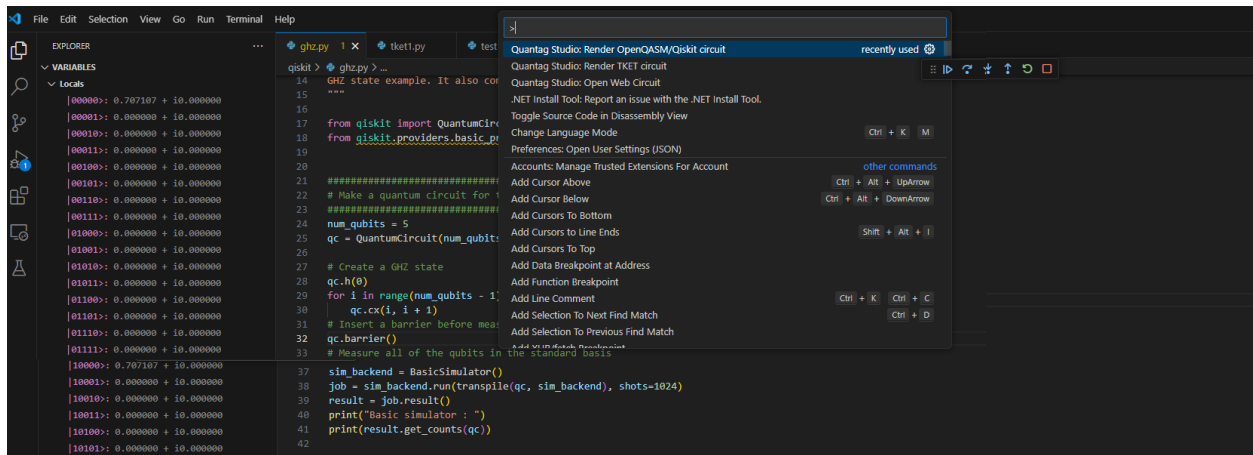 File Edit Selection View Go Run Terminal Help
>
EXPLORER ...
VARIABLES
Locals
|00000>: 0.707107 + i0.000000
|00001>: 0.000000 + i0.000000
|00010>: 0.000000 + i0.000000
|00011>: 0.000000 + i0.000000
|00100>: 0.000000 + i0.000000
|00101>: 0.000000 + i0.000000
|00110>: 0.000000 + i0.000000
|00111>: 0.000000 + i0.000000
|01000>: 0.000000 + i0.000000
|01001>: 0.000000 + i0.000000
|01010>: 0.000000 + i0.000000
|01011>: 0.000000 + i0.000000
|01100>: 0.000000 + i0.000000
|01101>: 0.000000 + i0.000000
|01110>: 0.000000 + i0.000000
|01111>: 0.000000 + i0.000000
|10000>: 0.707107 + i0.000000
|10001>: 0.000000 + i0.000000
|10010>: 0.000000 + i0.000000
|10011>: 0.000000 + i0.000000
|10100>: 0.000000 + i0.000000
|10101>: 0.000000 + i0.000000
1
ghz.py 1 tket1.py test
qiskit > ghz.py > ...
14 GHZ state example. It also con
15 """
16
17 from qiskit import QuantumCir
18 from qiskit.providers.basic_p
19
20
21 ##############################
22 # Make a quantum circuit for t
23 ##############################
24 num_qubits = 5
25 qc = QuantumCircuit(num_qubits
26
27 # Create a GHZ state
28 qc.h(0)
29 for i in range(num_qubits - 1)
30 qc.cx(i, i + 1)
31 # Insert a barrier before meas
32 qc.barrier()
33 # Measure all of the qubits in the standard basis
37 sim_backend = BasicSimulator()
38 job = sim_backend.run(transpile(qc, sim_backend), shots=1024)
39 result = job.result()
40 print("Basic simulator : ")
41 print(result.get_counts(qc))
42
Quantag Studio: Render OpenQASM/Qiskit circuit recently used
Quantag Studio: Render TKET circuit
Quantag Studio: Open Web Circuit
.NET Install Tool: Report an issue with the .NET Install Tool.
Toggle Source Code in Disassembly View
Change Language Mode Ctrl + K M
Preferences: Open User Settings (JSON)
Accounts: Manage Trusted Extensions For Account other commands
Add Cursor Above Ctrl + Alt + UpArrow
Add Cursor Below Ctrl + Alt + DownArrow
Add Cursors To Bottom
Add Cursors to Line Ends Shift + Alt + I
Add Cursors To Top
Add Data Breakpoint at Address
Add Function Breakpoint
Add Line Comment Ctrl + K Ctrl + C
Add Selection To Next Find Match Ctrl + D
Add Selection To Previous Find Match